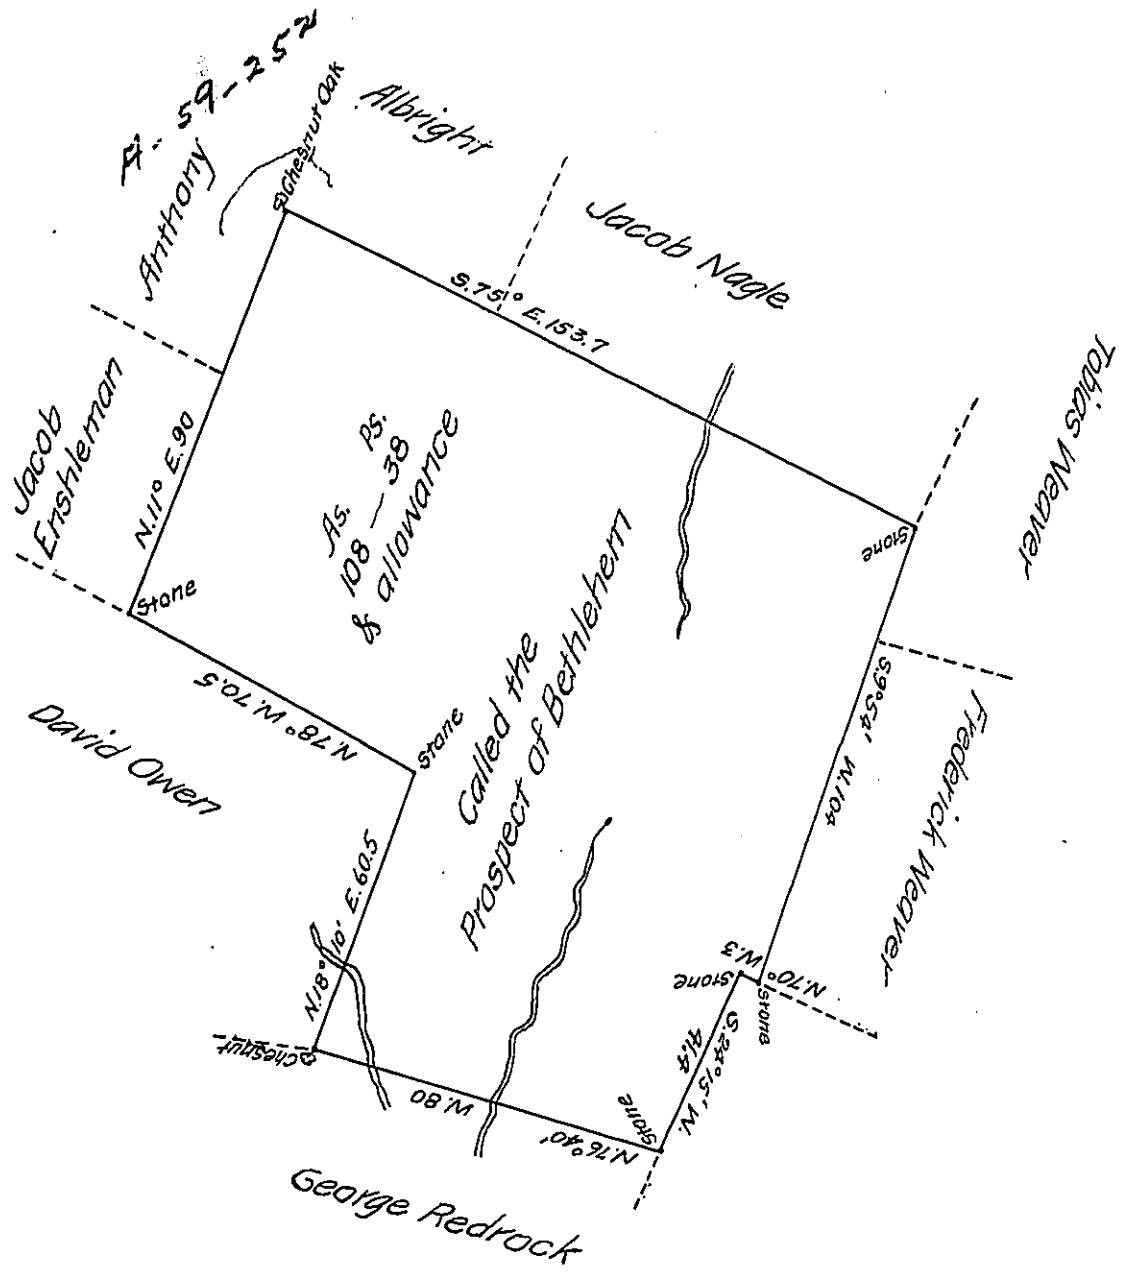 A-59-252
Chesnut Oak
Anthony
Albright
Jacob Nagle
S.75° E.153.7
Tobias Weaver
Jacob
Enshleman
N.11° E.90
As. ps.
108 — 38
& allowance
Stone
Stone
N.78° W.70.5
David Owen
Stone
Called the
Prospect of Bethlehem
S.9°54' W.104
Frederick Weaver
N.18°10' E.60.5
N.70°
W.3
Stone
Stone
S.24°15' W.
41.4
Chesnut
Stone
N.76°40' W.80
George Redrock